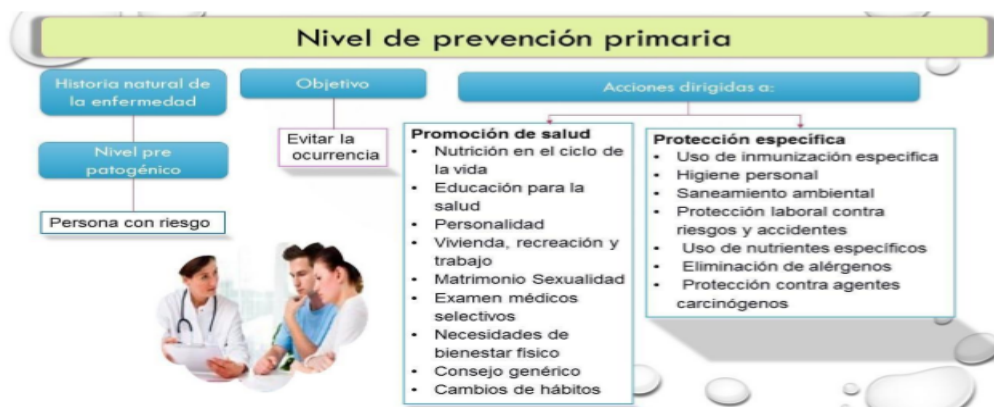 Nivel de prevención primaria
Historia natural de
la enfermedad
Nivel pre
patogénico
Persona con riesgo
Objetivo
Evitar la
ocurrencia
Acciones dirigidas a:
Promoción de salud
• Nutrición en el ciclo de
la vida
• Educación para la
salud
• Personalidad
• Vivienda, recreación y
trabajo
• Matrimonio Sexualidad
• Examen médicos
selectivos
• Necesidades de
bienestar físico
• Consejo genérico
• Cambios de hábitos
Protección específica
• Uso de inmunización especifica
• Higiene personal
• Saneamiento ambiental
• Protección laboral contra
riesgos y accidentes
• Uso de nutrientes específicos
• Eliminación de alérgenos
• Protección contra agentes
carcinógenos